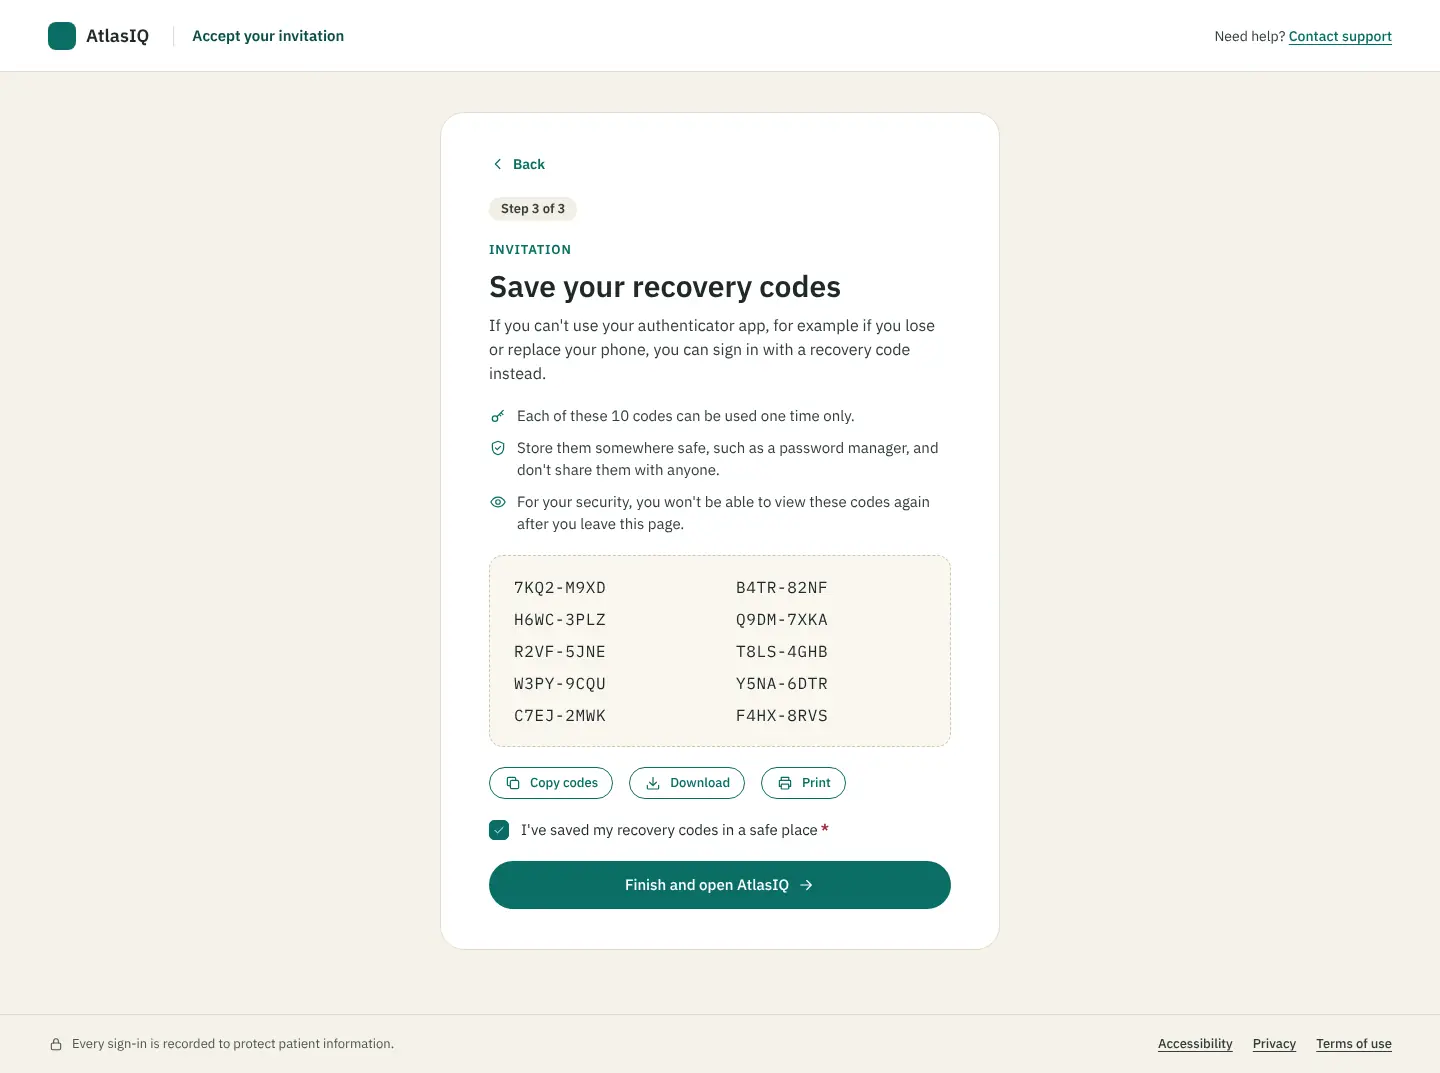 AtlasIQ
Accept your invitation
Need help? Contact support
Back
Step 3 of 3
INVITATION
Save your recovery codes
If you can't use your authenticator app, for example if you lose
or replace your phone, you can sign in with a recovery code
instead.
Each of these 10 codes can be used one time only.
Store them somewhere safe, such as a password manager, and
don't share them with anyone.
For your security, you won't be able to view these codes again
after you leave this page.
7KQ2-M9XD B4TR-82NF
H6WC-3PLZ Q9DM-7XKA
R2VF-5JNE T8LS-4GHB
W3PY-9CQU Y5NA-6DTR
C7EJ-2MWK F4HX-8RVS
Copy codes Download Print
I've saved my recovery codes in a safe place *
Finish and open AtlasIQ
Every sign-in is recorded to protect patient information.
Accessibility Privacy Terms of use